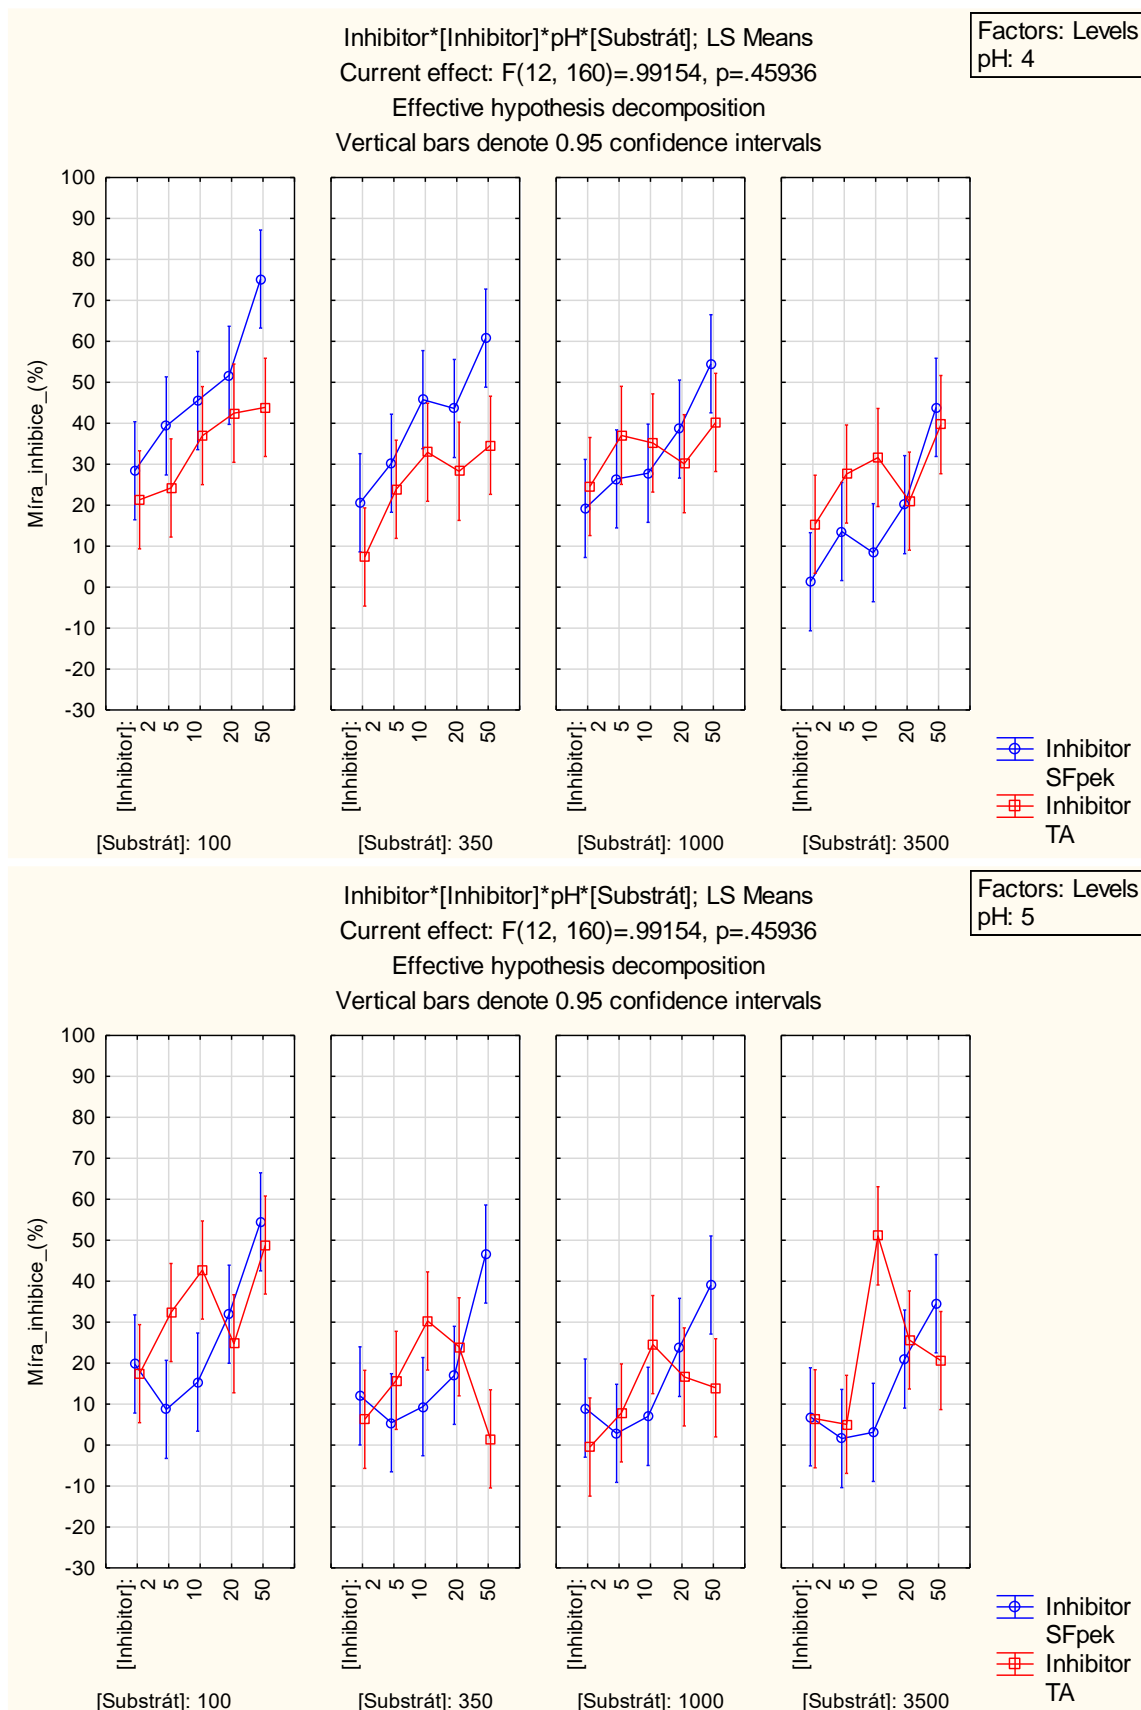 Inhibitor*[Inhibitor]*pH*[Substrát]; LS Means
Current effect: F(12, 160)=.99154, p=.45936
Effective hypothesis decomposition
Vertical bars denote 0.95 confidence intervals
Factors: Levels
pH: 4
100
90
80
70
60
50
40
30
20
10
0
-10
-20
-30
Míra_inhibice_(%)
[Inhibitor]: 2 5 10 20 50
[Inhibitor]: 2 5 10 20 50
[Inhibitor]: 2 5 10 20 50
[Inhibitor]: 2 5 10 20 50
[Substrát]: 100
[Substrát]: 350
[Substrát]: 1000
[Substrát]: 3500
Inhibitor
SFpek
Inhibitor
TA
Inhibitor*[Inhibitor]*pH*[Substrát]; LS Means
Current effect: F(12, 160)=.99154, p=.45936
Effective hypothesis decomposition
Vertical bars denote 0.95 confidence intervals
Factors: Levels
pH: 5
100
90
80
70
60
50
40
30
20
10
0
-10
-20
-30
Míra_inhibice_(%)
[Inhibitor]: 2 5 10 20 50
[Inhibitor]: 2 5 10 20 50
[Inhibitor]: 2 5 10 20 50
[Inhibitor]: 2 5 10 20 50
[Substrát]: 100
[Substrát]: 350
[Substrát]: 1000
[Substrát]: 3500
Inhibitor
SFpek
Inhibitor
TA